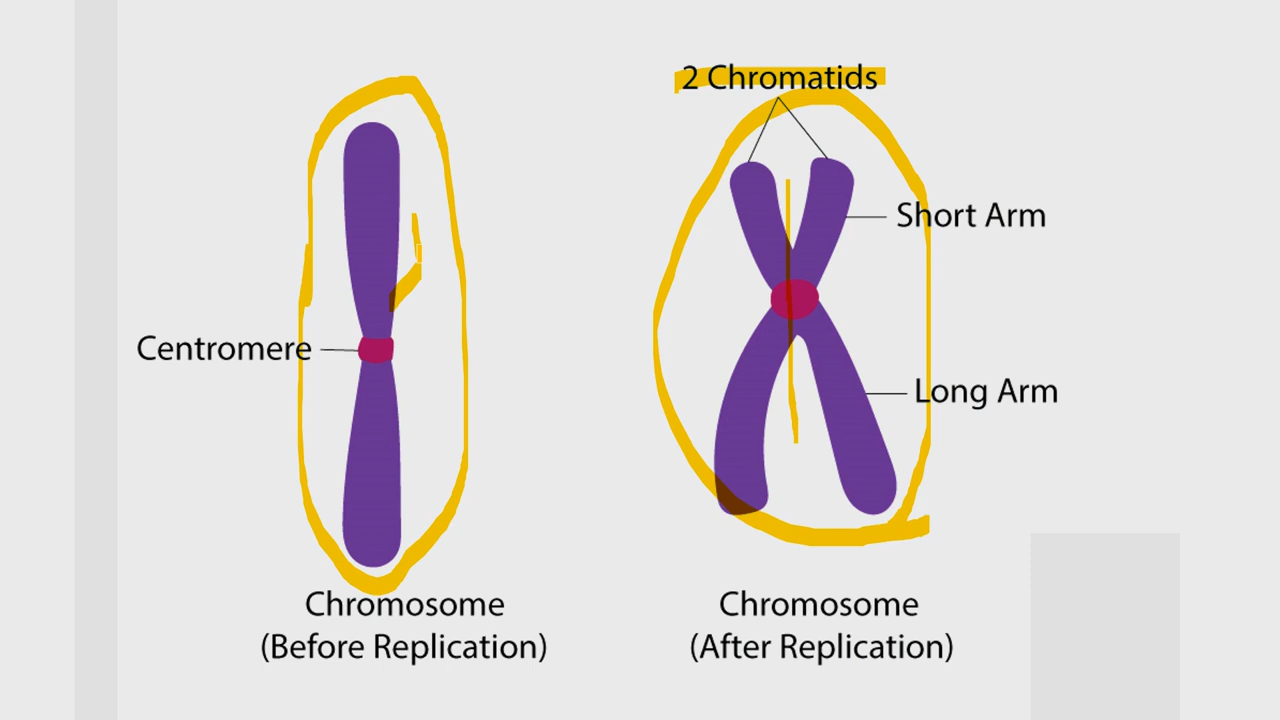 2 Chromatids
Short Arm
Centromere
Long Arm
Chromosome
(Before Replication)
Chromosome
(After Replication)